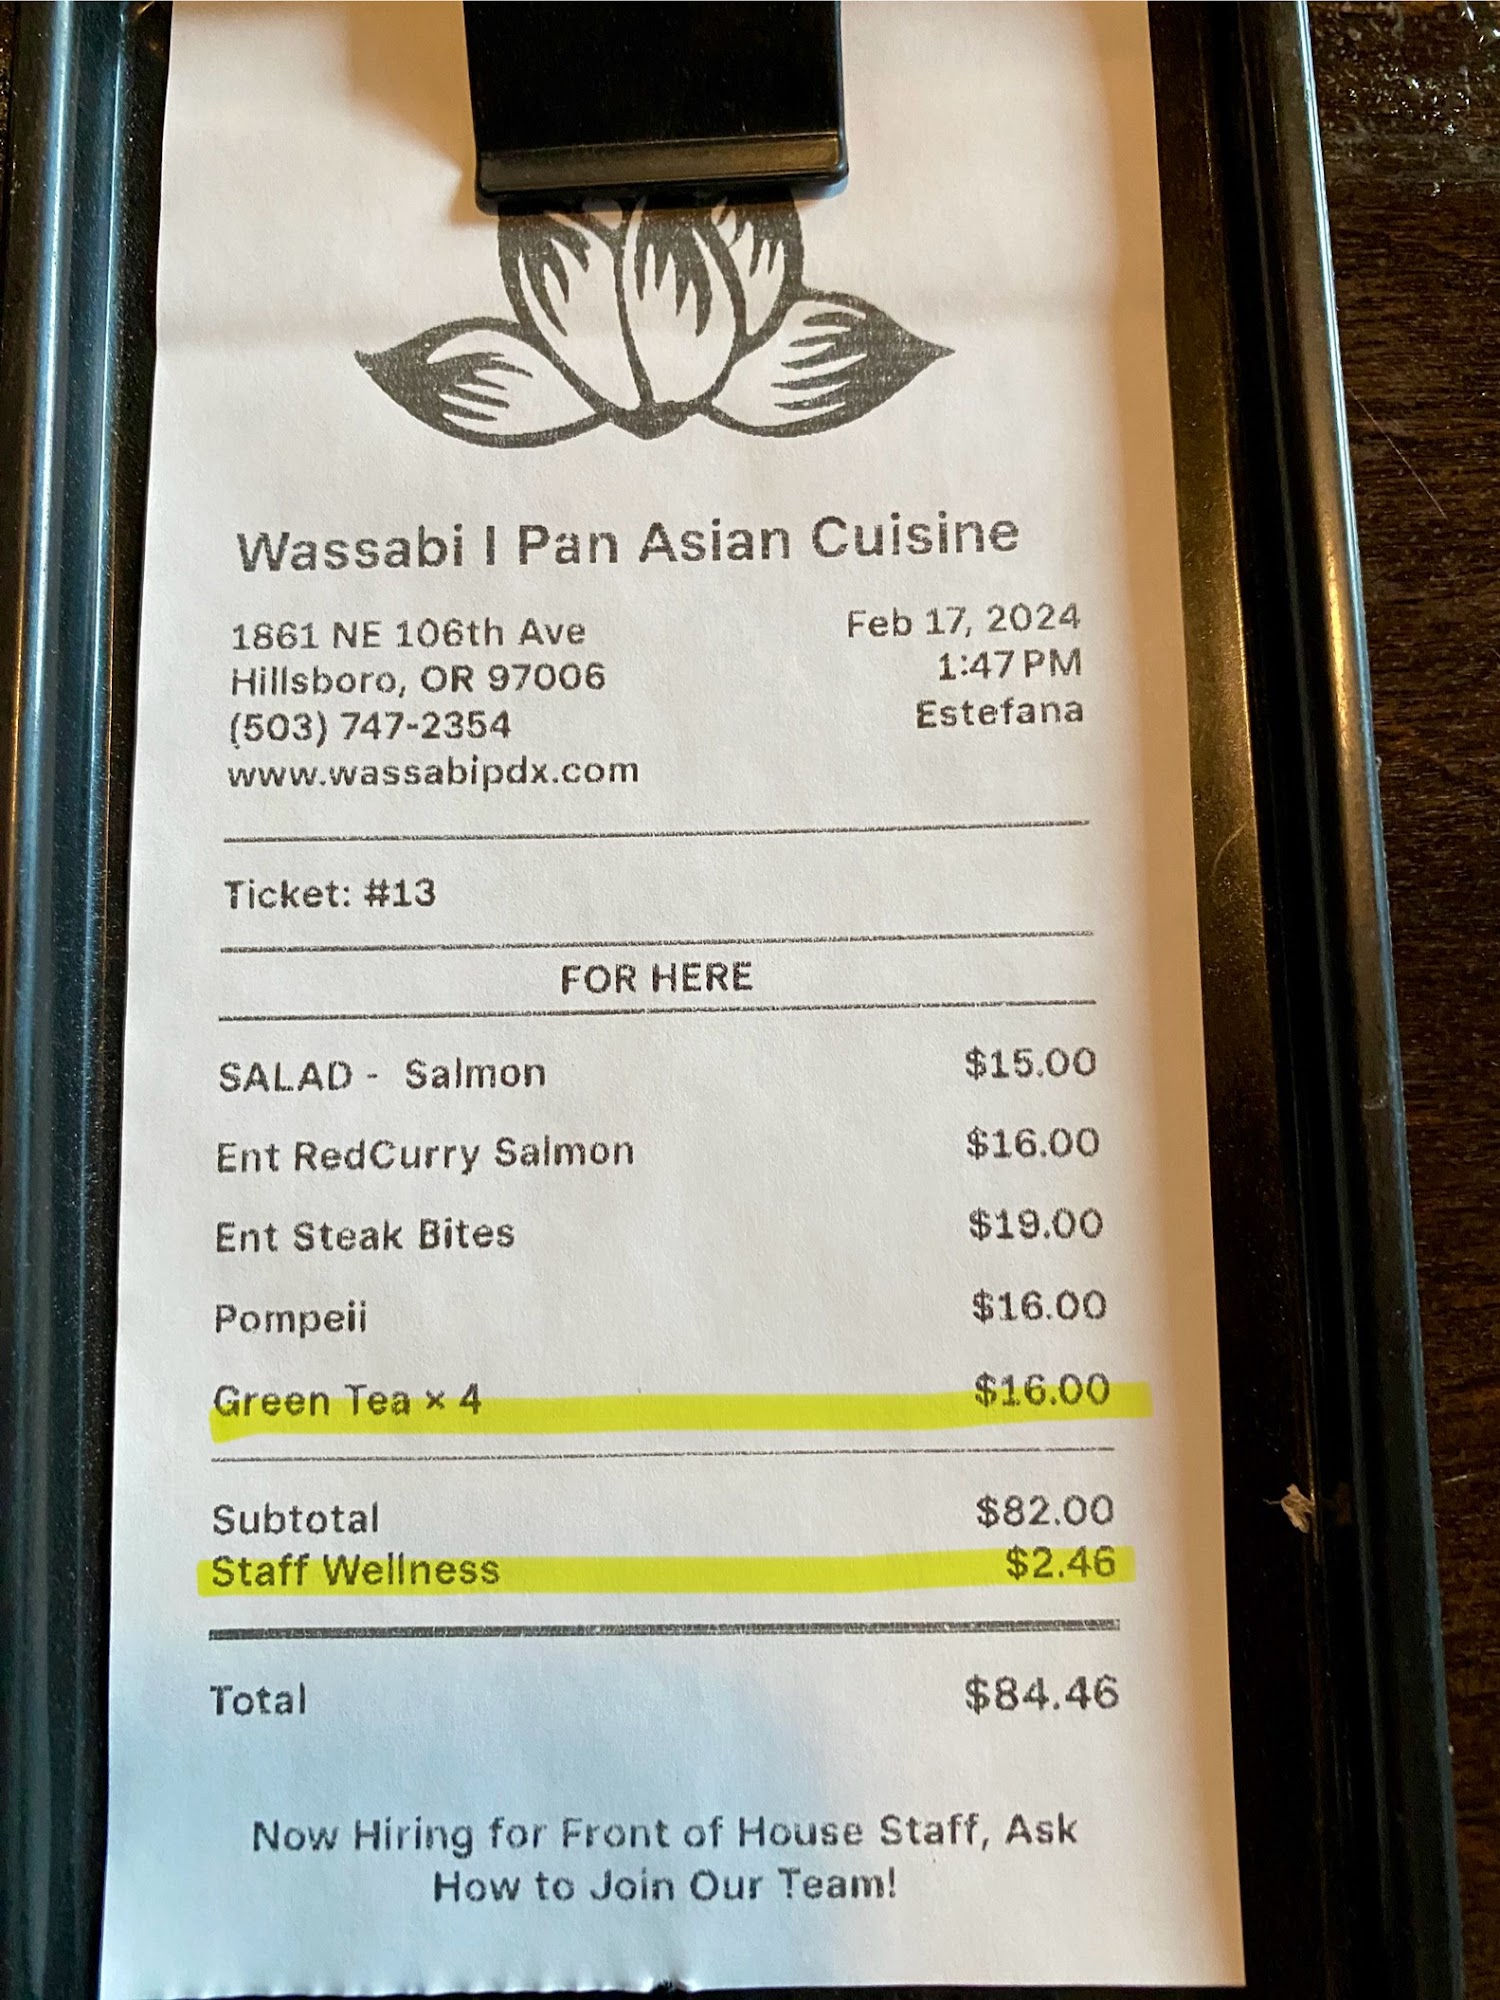 Wassabi | Pan Asian Cuisine
1861 NE 106th Ave
Hillsboro, OR 97006
(503) 747-2354
www.wassabipdx.com
Feb 17, 2024
1:47 PM
Estefana
Ticket: #13
FOR HERE
SALAD - Salmon $15.00
Ent RedCurry Salmon $16.00
Ent Steak Bites $19.00
Pompeii $16.00
Green Tea × 4 $16.00
Subtotal $82.00
Staff Wellness $2.46
Total $84.46
Now Hiring for Front of House Staff, Ask
How to Join Our Team!